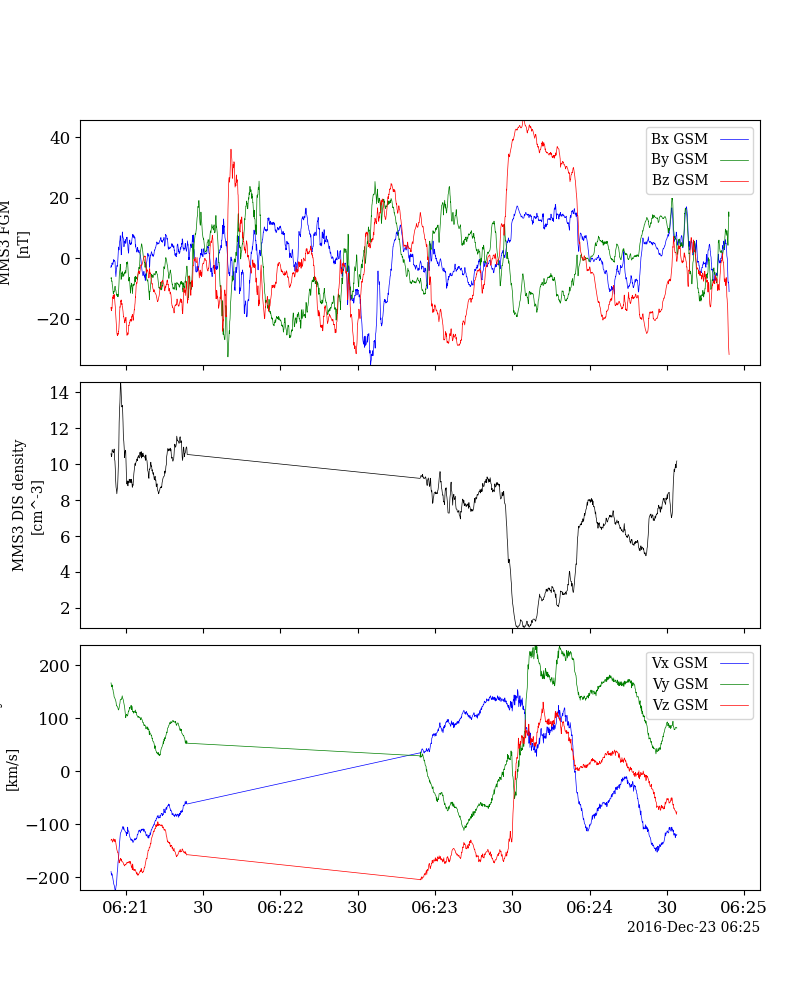 40
20
0
−20
MMS3 FGM
[nT]
Bx GSM
By GSM
Bz GSM
14
12
10
8
6
4
2
MMS3 DIS density
[cm^-3]
200
100
0
−100
−200
[km/s]
Vx GSM
Vy GSM
Vz GSM
06:21 30 06:22 30 06:23 30 06:24 30 06:25
2016-Dec-23 06:25